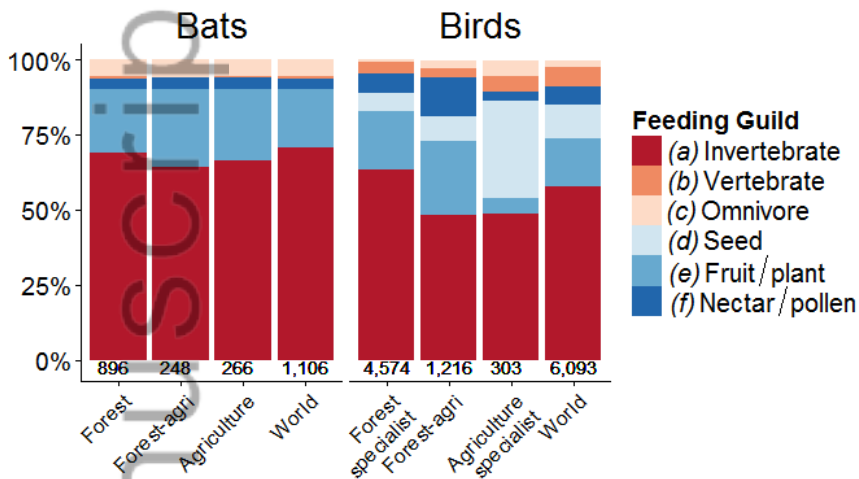 Bats Birds
100%
75%
50%
25%
0%
896 248 266 1,106 4,574 1,216 303 6,093
Forest
Forest-agri
Agriculture
World
Forest specialist
Forest-agri
Agriculture specialist
World
Feeding Guild
(a) Invertebrate
(b) Vertebrate
(c) Omnivore
(d) Seed
(e) Fruit/plant
(f) Nectar/pollen
nuscrip